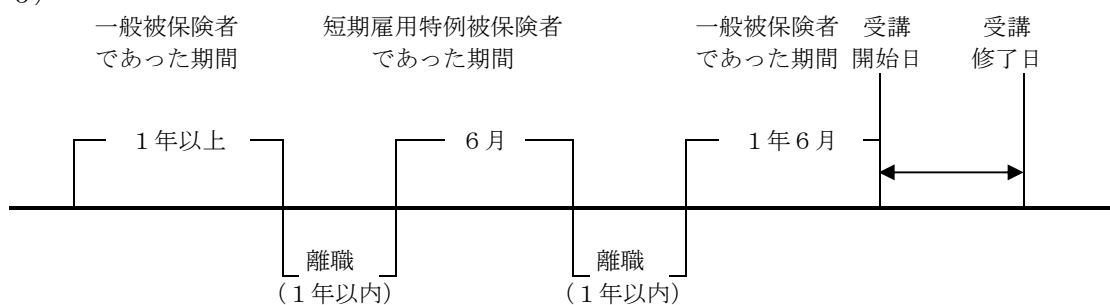 一般被保険者 短期雇用特例被保険者 一般被保険者 受講 受講
であった期間 であった期間 であった期間 開始日 修了日
１年以上 ６月 １年６月
離職 離職
（１年以内） （１年以内）